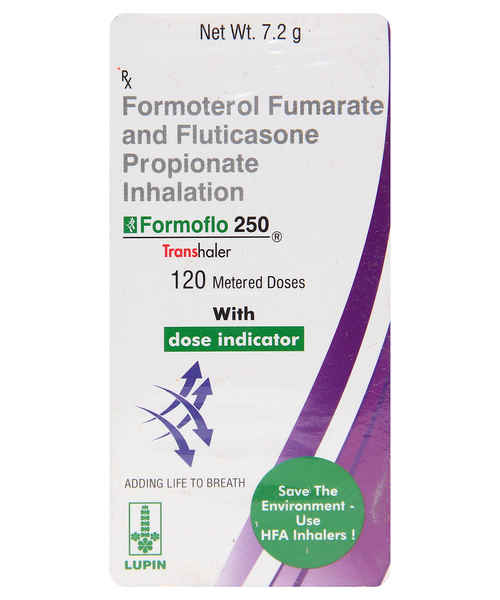 Net Wt. 7.2 g
Rx
Formoterol Fumarate
and Fluticasone
Propionate
Inhalation
Formoflo 250®
Transhaler
120 Metered Doses
With
dose indicator
ADDING LIFE TO BREATH
Save The
Environment -
Use
HFA Inhalers !
LUPIN